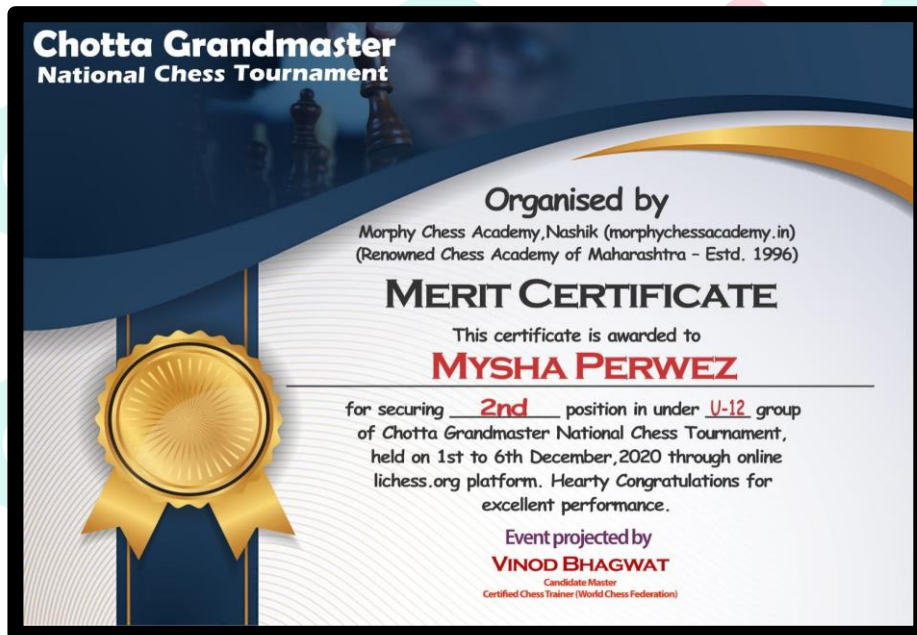 Chotta Grandmaster
National Chess Tournament
Organised by
Morphy Chess Academy,Nashik (morphychessacademy.in)
(Renowned Chess Academy of Maharashtra – Estd. 1996)
MERIT CERTIFICATE
This certificate is awarded to
MYSHA PERWEZ
for securing 2nd position in under U-12 group
of Chotta Grandmaster National Chess Tournament,
held on 1st to 6th December,2020 through online
lichess.org platform. Hearty Congratulations for
excellent performance.
Event projected by
VINOD BHAGWAT
Candidate Master
Certified Chess Trainer (World Chess Federation)